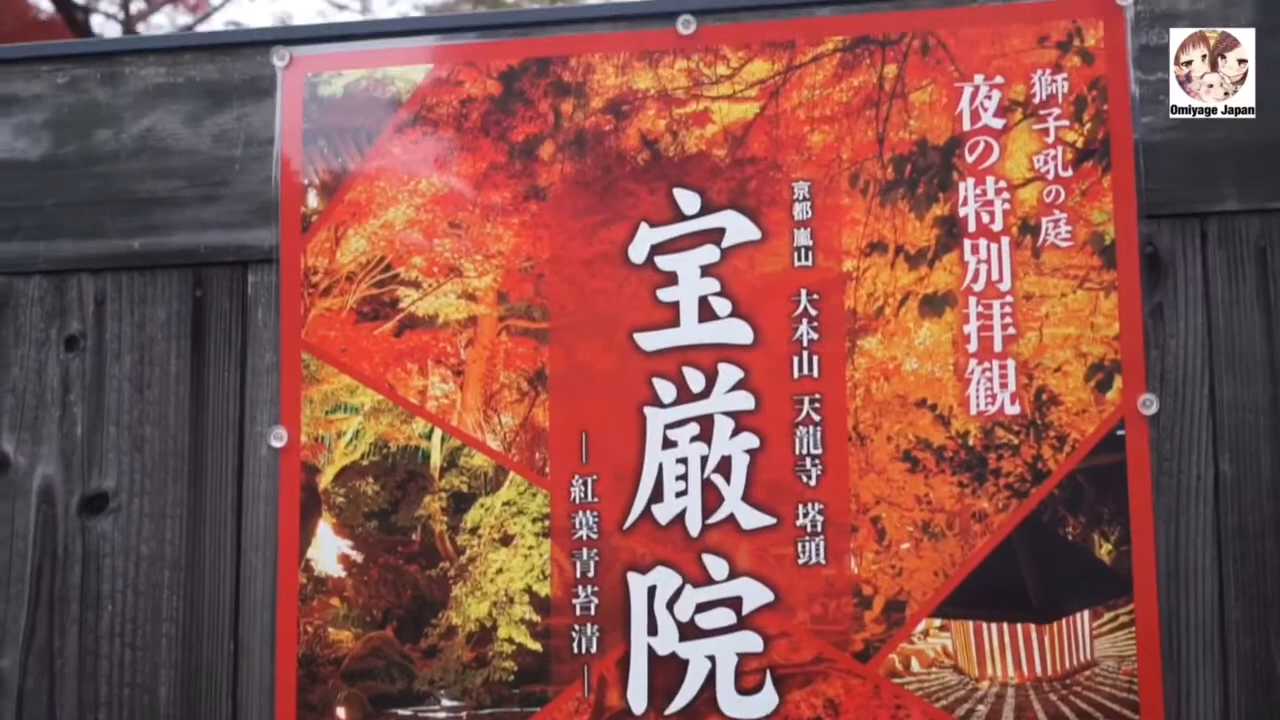 獅子吼の庭
夜の特別拝観
京都 嵐山 大本山 天龍寺 塔頭
宝厳院
―紅葉青苔清―
Omiyage Japan